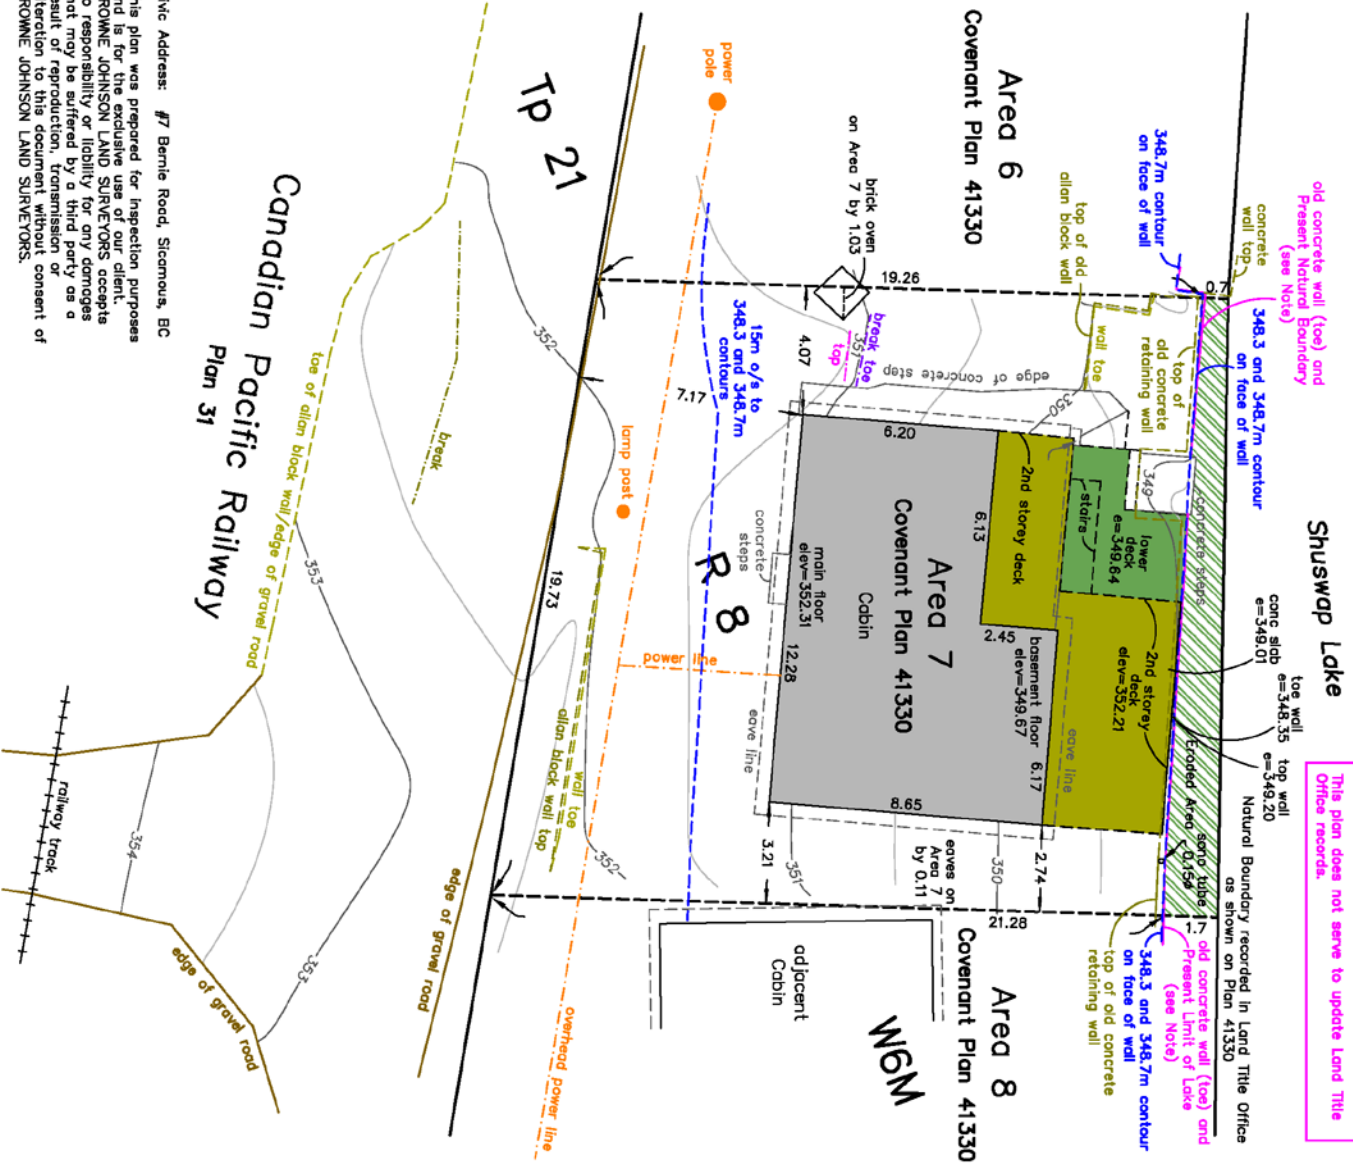 This plan does not serve to update Land Title
Office records.
Shuswap Lake
Natural Boundary recorded in Land Title Office
as shown on Plan 41330
old concrete wall (toe) and
Present Natural Boundary
(see Note)
concrete
wall top
348.7m contour
on face of wall
348.3 and 348.7m contour
on face of wall
0.7
conc slab
e=349.01
toe wall
e=348.35
top wall
e=349.20
Eroded Area
sono tube
0.15ø
1.7
old concrete wall (toe) and
Present Limit of Lake
(see Note)
348.3 and 348.7m contour
on face of wall
top of old concrete
retaining wall
Area 6
Covenant Plan 41330
top of old
allan block wall
wall toe
top of
old concrete
retaining wall
concrete steps
349
350
brick oven
on Area 7 by 1.03
19.26
4.07
break toe
351
top
edge of concrete step
lower
deck
e=349.64
stairs
2nd storey deck
2nd storey
deck
elev=352.21
eave line
6.20
6.13
2.45
basement floor
elev=349.67
6.17
Area 7
Covenant Plan 41330
Cabin
main floor
elev=352.31
12.28
8.65
concrete
steps
eave line
3.21
2.74
351
350
eaves on
Area 7
by 0.11
21.28
Area 8
Covenant Plan 41330
adjacent
Cabin
W6M
R 8
15m o/s to
348.3 and 348.7m
contours
7.17
power
pole
lamp post
power line
overhead power line
Tp 21
352
19.73
wall toe
allan block wall top
352
edge of gravel road
break
toe of allan block wall/edge of gravel road
353
Canadian Pacific Railway
Plan 31
353
354
edge of gravel road
railway track
ivic Address: #7 Bernie Road, Sicamous, BC
his plan was prepared for inspection purposes
nd is for the exclusive use of our client.
ROWNE JOHNSON LAND SURVEYORS accepts
o responsibility or liability for any damages
hat may be suffered by a third party as a
esult of reproduction, transmission or
lteration to this document without consent of
ROWNE JOHNSON LAND SURVEYORS.